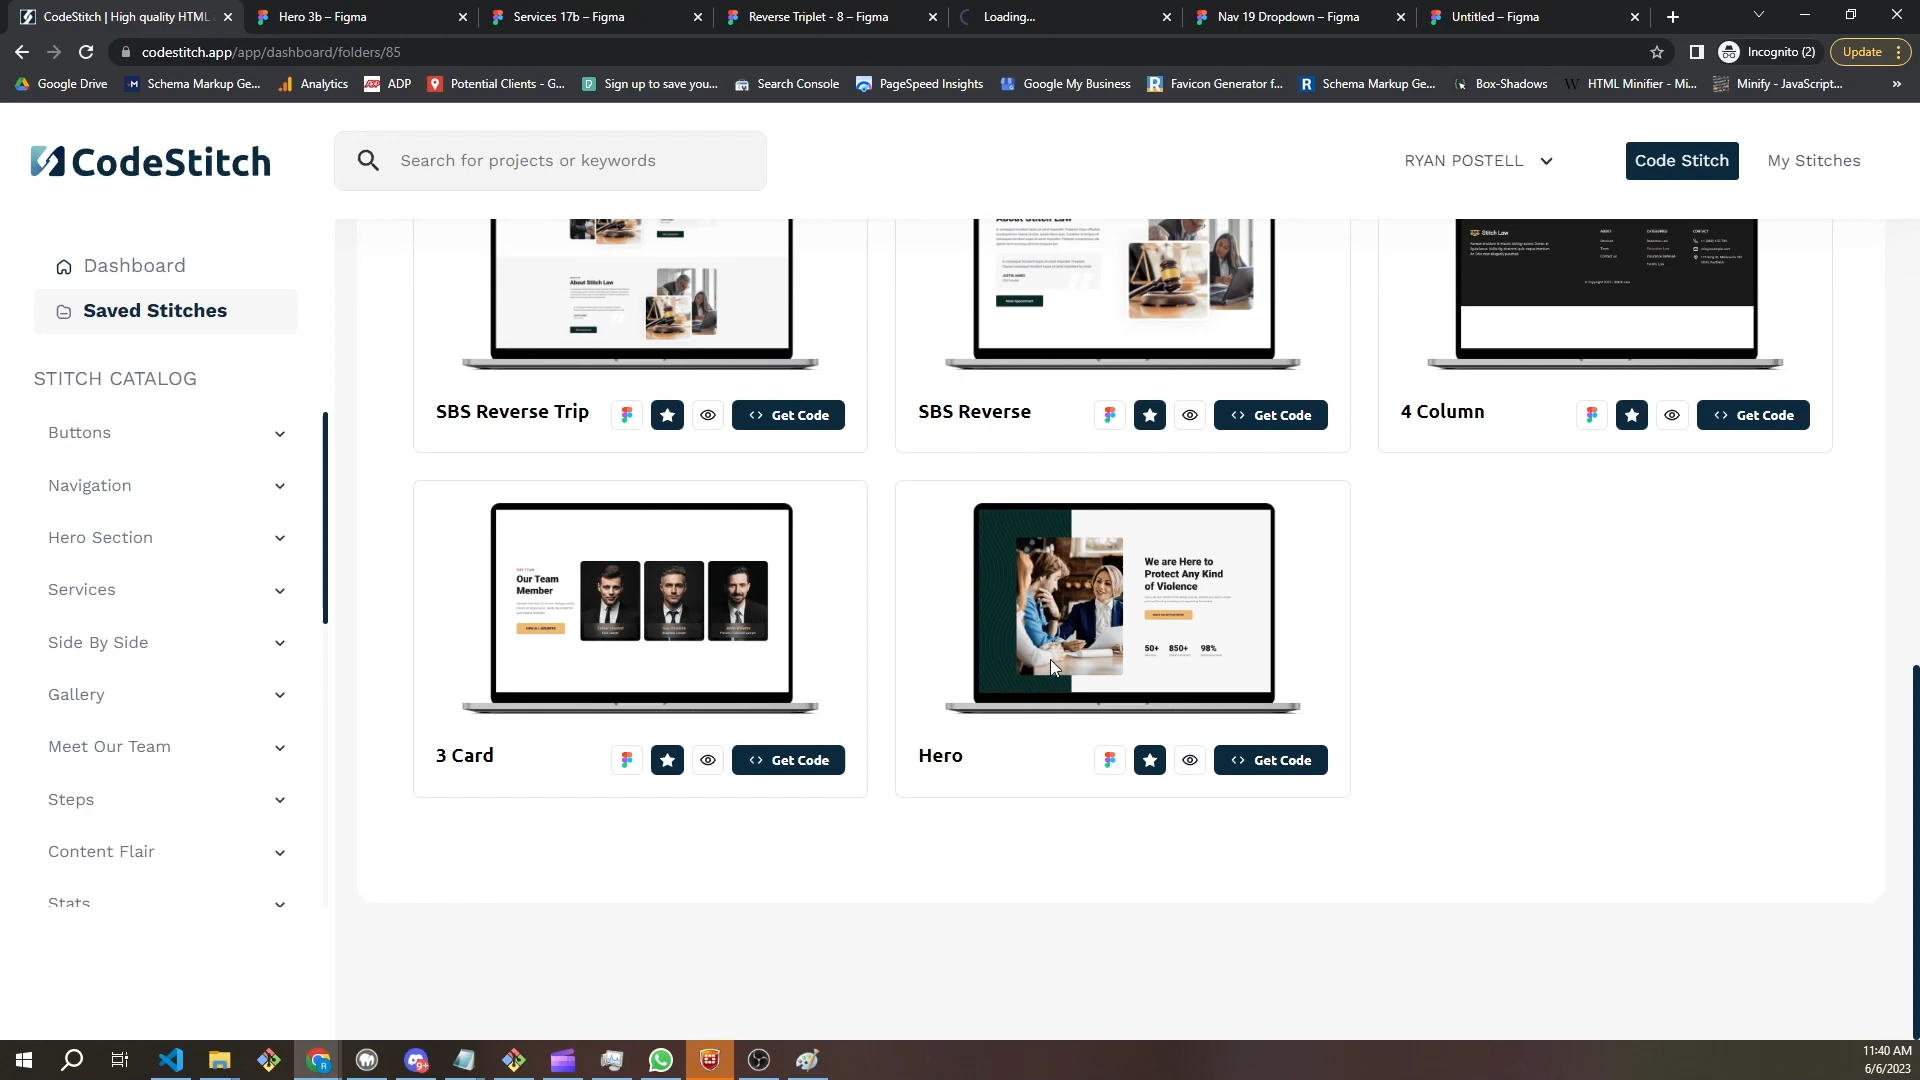 CodeStitch | High quality HTML
Hero 3b – Figma
Services 17b – Figma
Reverse Triplet - 8 – Figma
Loading...
Nav 19 Dropdown – Figma
Untitled – Figma
codestitch.app/app/dashboard/folders/85
Incognito (2)
Update
Google Drive
Schema Markup Ge...
Analytics
ADP
Potential Clients - G...
Sign up to save you...
Search Console
PageSpeed Insights
Google My Business
Favicon Generator f...
Schema Markup Ge...
Box-Shadows
HTML Minifier - Mi...
Minify - JavaScript...
CodeStitch
Search for projects or keywords
RYAN POSTELL
Code Stitch
My Stitches
Dashboard
Saved Stitches
STITCH CATALOG
Buttons
Navigation
Hero Section
Services
Side By Side
Gallery
Meet Our Team
Steps
Content Flair
Stats
About Stitch Law
About Stitch Law
Stitch Law
SBS Reverse Trip
Get Code
SBS Reverse
Get Code
4 Column
Get Code
Our Team
Member
We are Here to
Protect Any Kind
of Violence
50+ 850+ 98%
3 Card
Get Code
Hero
Get Code
11:40 AM
6/6/2023